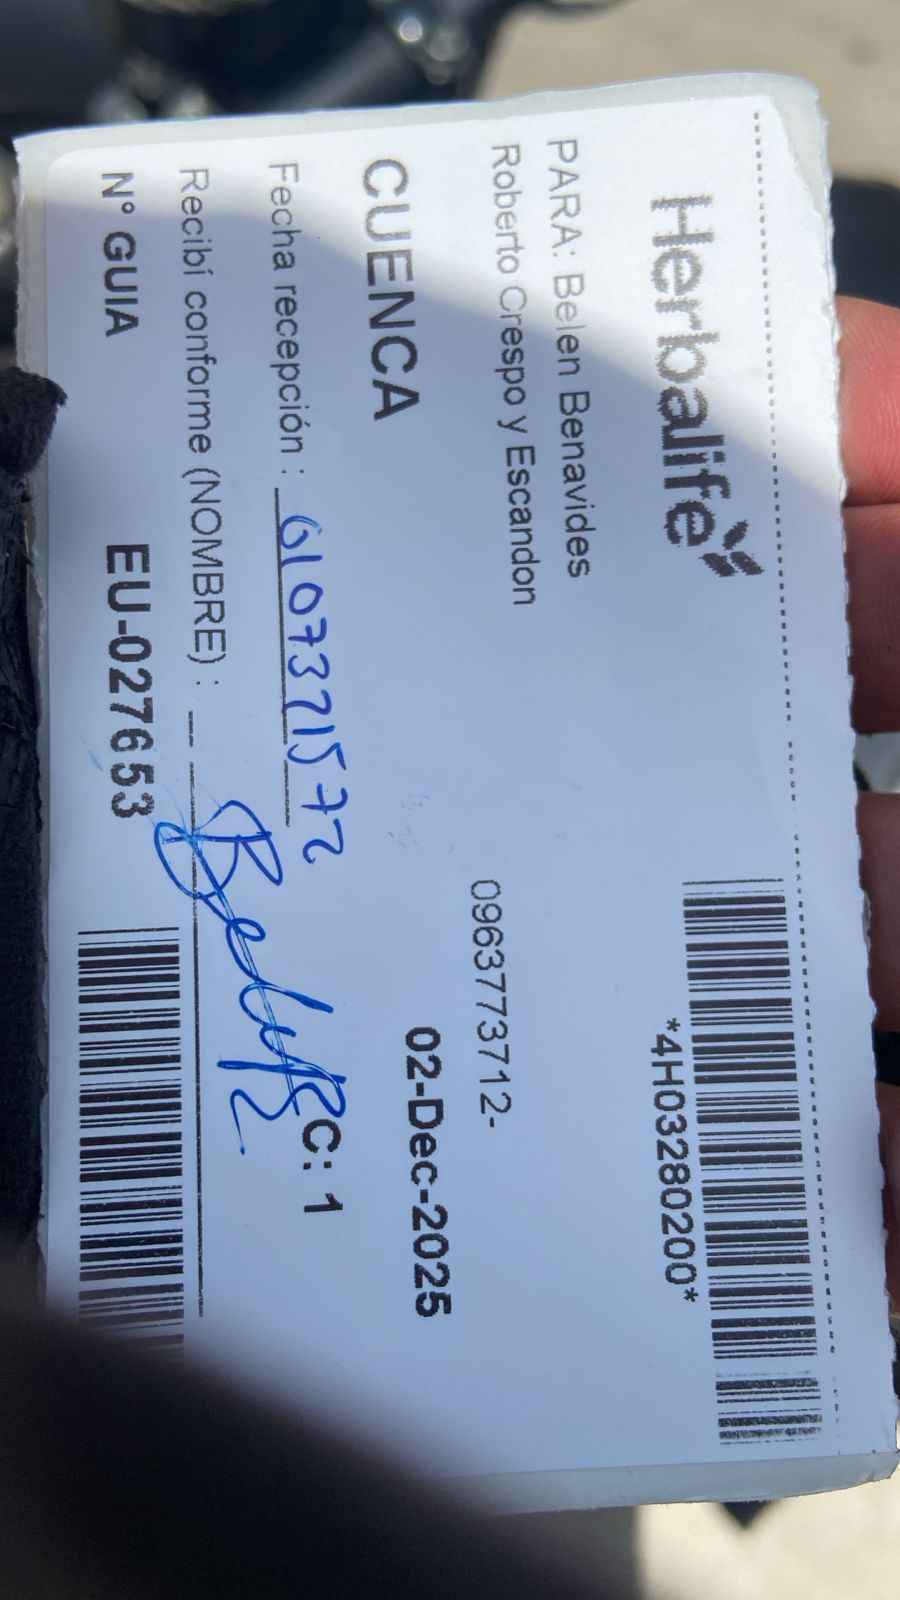 Herbalife
*4H03280200*
PARA: Belen Benavides
Roberto Crespo y Escandon
0963773712-
CUENCA
02-Dec-2025
Fecha recepción :
C: 1
Recibí conforme (NOMBRE) :
N° GUIA
EU-027653